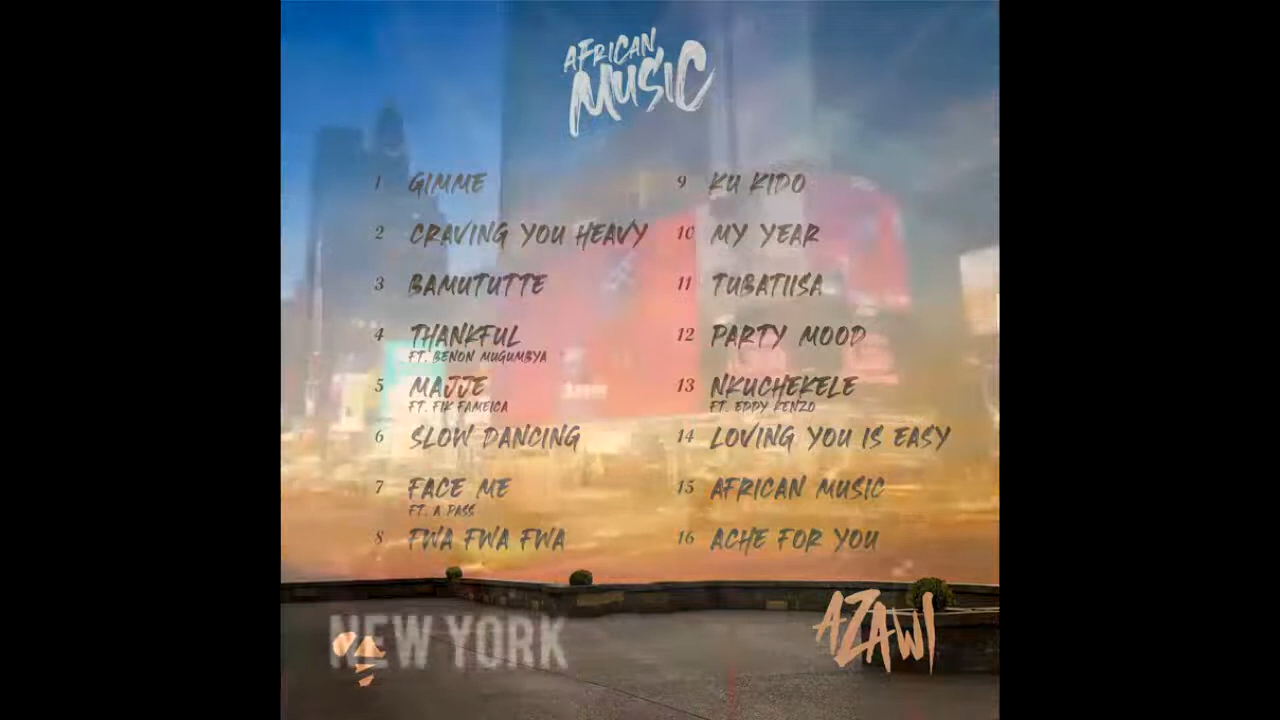 AFRICAN
MUSIC
1 GIMME
2 CRAVING YOU HEAVY
3 BAMUTUTTE
4 THANKFUL
FT. BENON MUGUMBYA
5 MAJJE
FT. FIK FAMEICA
6 SLOW DANCING
7 FACE ME
FT. A PASS
8 FWA FWA FWA
9 KU KIDO
10 MY YEAR
11 TUBATIISA
12 PARTY MOOD
13 NKUCHEKELE
FT. EDDY KENZO
14 LOVING YOU IS EASY
15 AFRICAN MUSIC
16 ACHE FOR YOU
NEW YORK
AZAWI